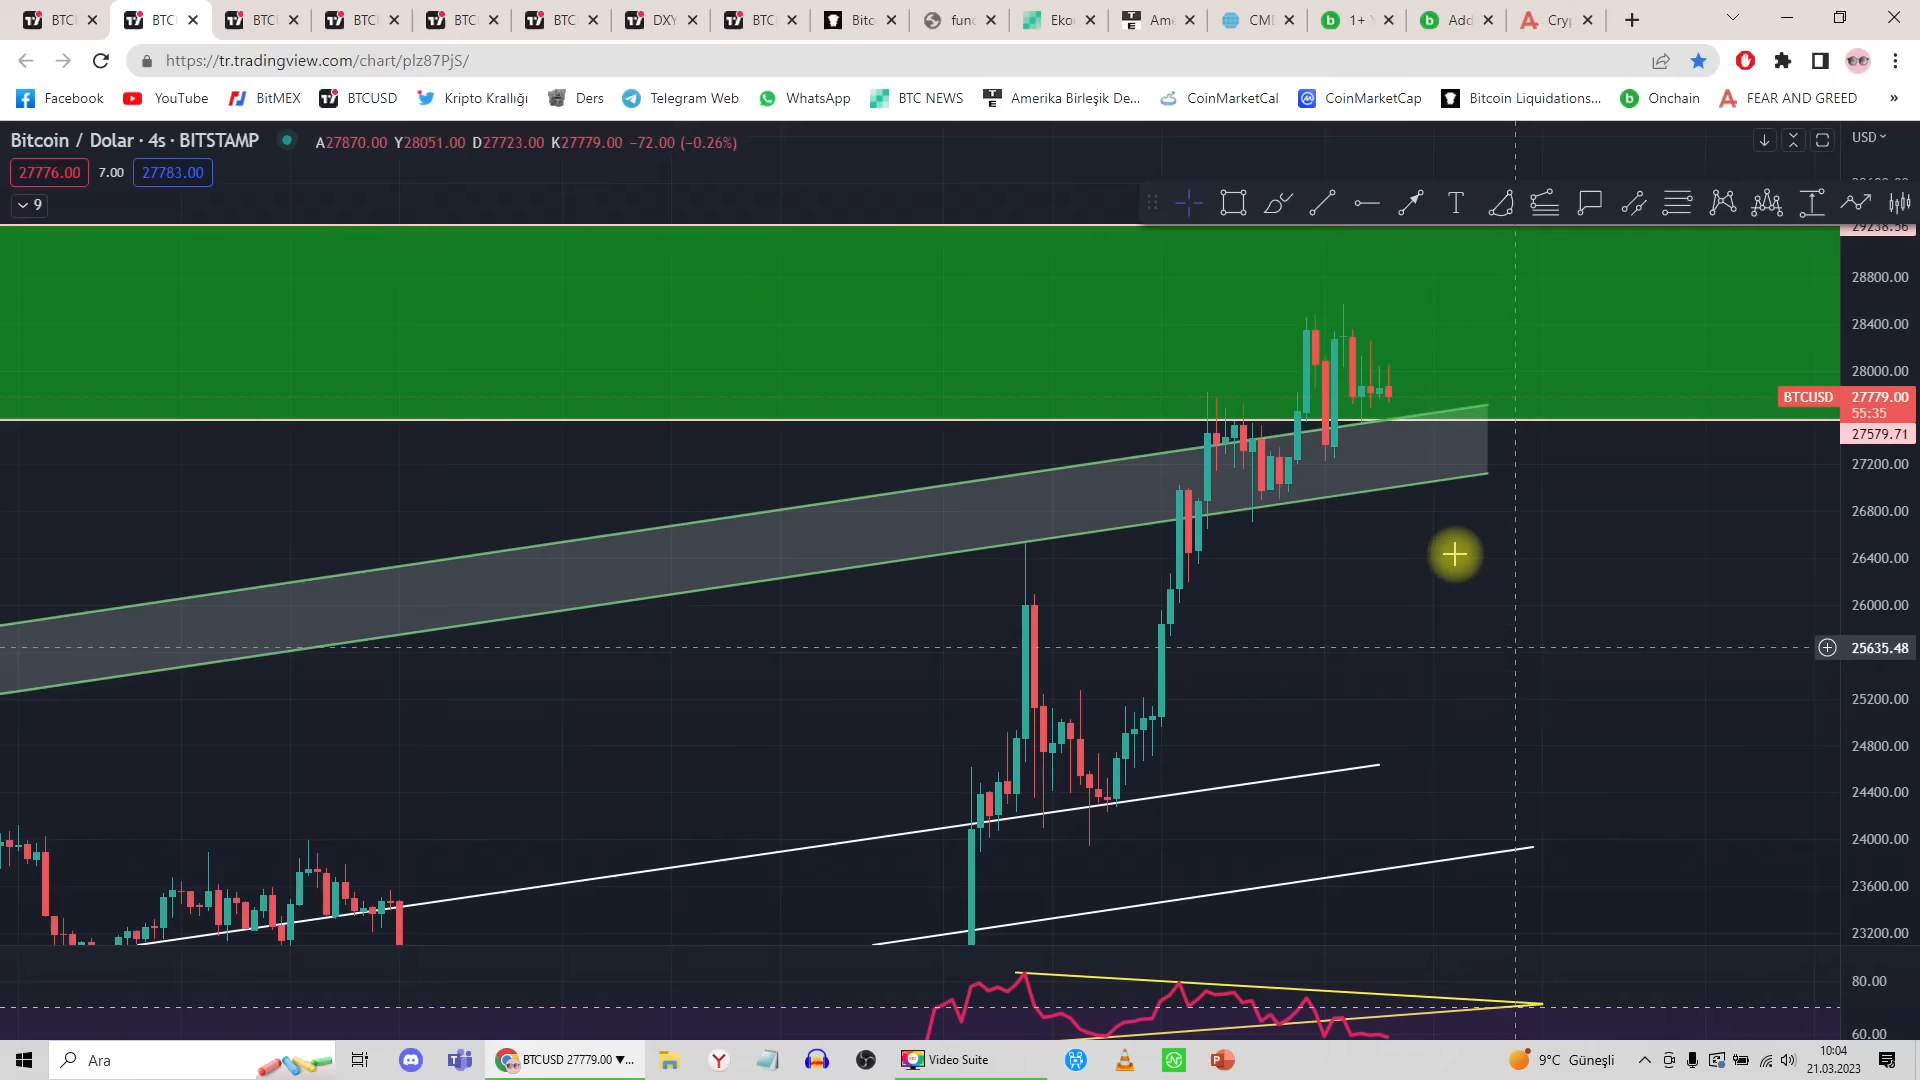 BTC BTC BTC BTC BTC BTC DXY BTC Bitc func Eko Ame CME 1+ Y Add Cryp
https://tr.tradingview.com/chart/plz87PjS/
Facebook YouTube BitMEX BTCUSD Kripto Krallığı Ders Telegram Web WhatsApp BTC NEWS Amerika Birleşik De... CoinMarketCal CoinMarketCap Bitcoin Liquidations... Onchain FEAR AND GREED »
Bitcoin / Dolar · 4s · BITSTAMP A27870.00 Y28051.00 D27723.00 K27779.00 −72.00 (−0.26%)
USD
27776.00 7.00 27783.00
9
29238.56
28800.00
28400.00
28000.00
BTCUSD 27779.00
55:35
27579.71
27200.00
26800.00
26400.00
26000.00
25635.48
25200.00
24800.00
24400.00
24000.00
23600.00
23200.00
80.00
60.00
Ara BTCUSD 27779.00 ▼... Video Suite 9°C Güneşli 10:04
21.03.2023